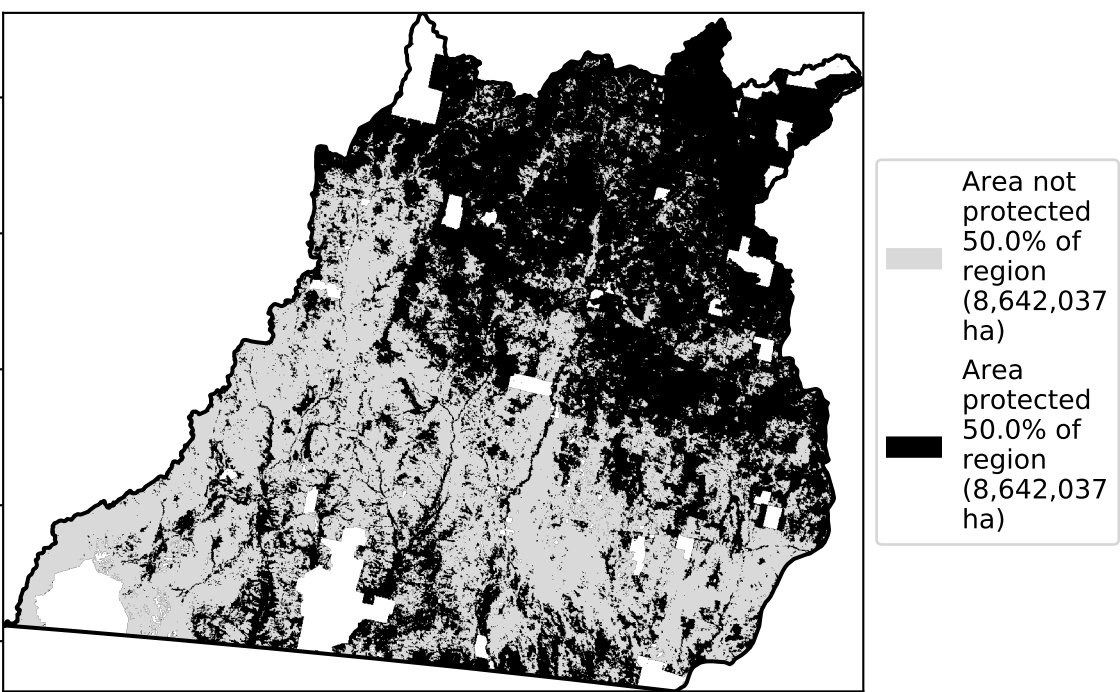 Area not
protected
50.0% of
region
(8,642,037
ha)
Area
protected
50.0% of
region
(8,642,037
ha)